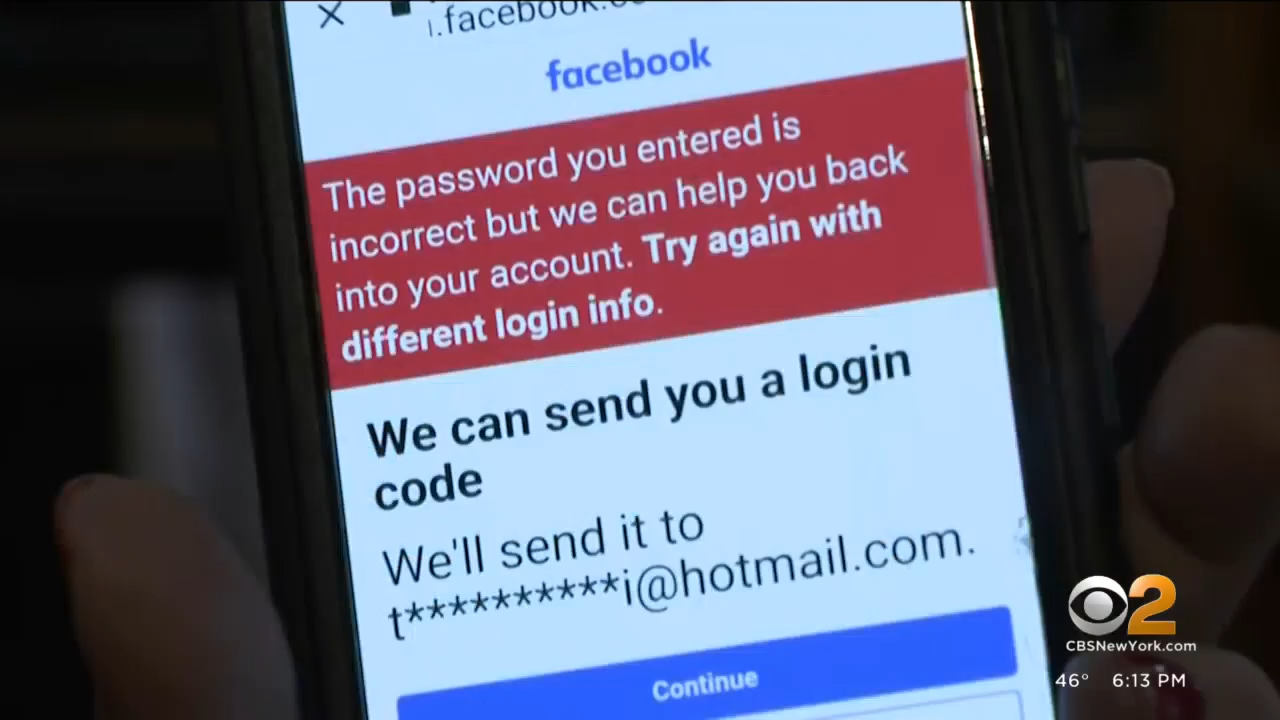 facebook
The password you entered is
incorrect but we can help you back
into your account. Try again with
different login info.
We can send you a login
code
We'll send it to
t**********i@hotmail.com.
Continue
2
CBSNewYork.com
46° 6:13 PM